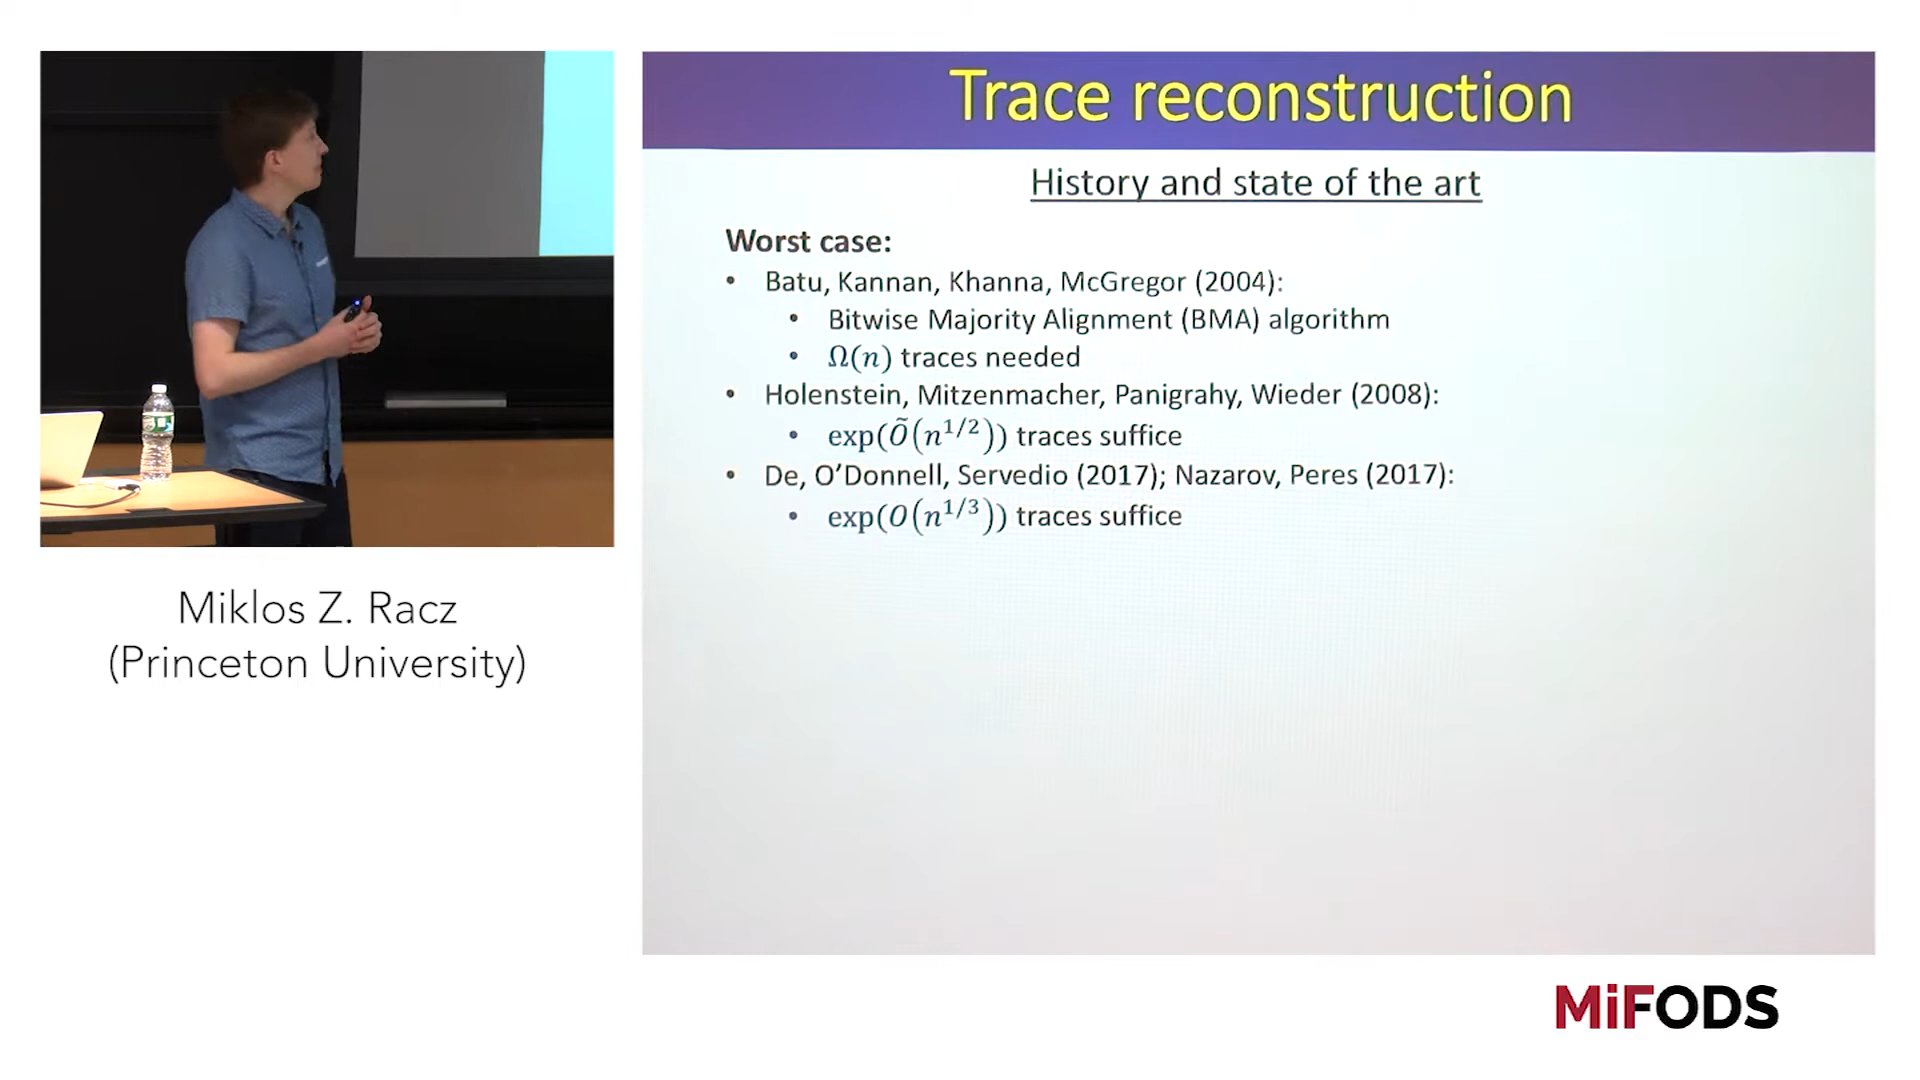 Trace reconstruction
History and state of the art
Worst case:
• Batu, Kannan, Khanna, McGregor (2004):
• Bitwise Majority Alignment (BMA) algorithm
• Ω(n) traces needed
• Holenstein, Mitzenmacher, Panigrahy, Wieder (2008):
• exp(Õ(n^{1/2})) traces suffice
• De, O’Donnell, Servedio (2017); Nazarov, Peres (2017):
• exp(O(n^{1/3})) traces suffice
Miklos Z. Racz
(Princeton University)
MiFODS